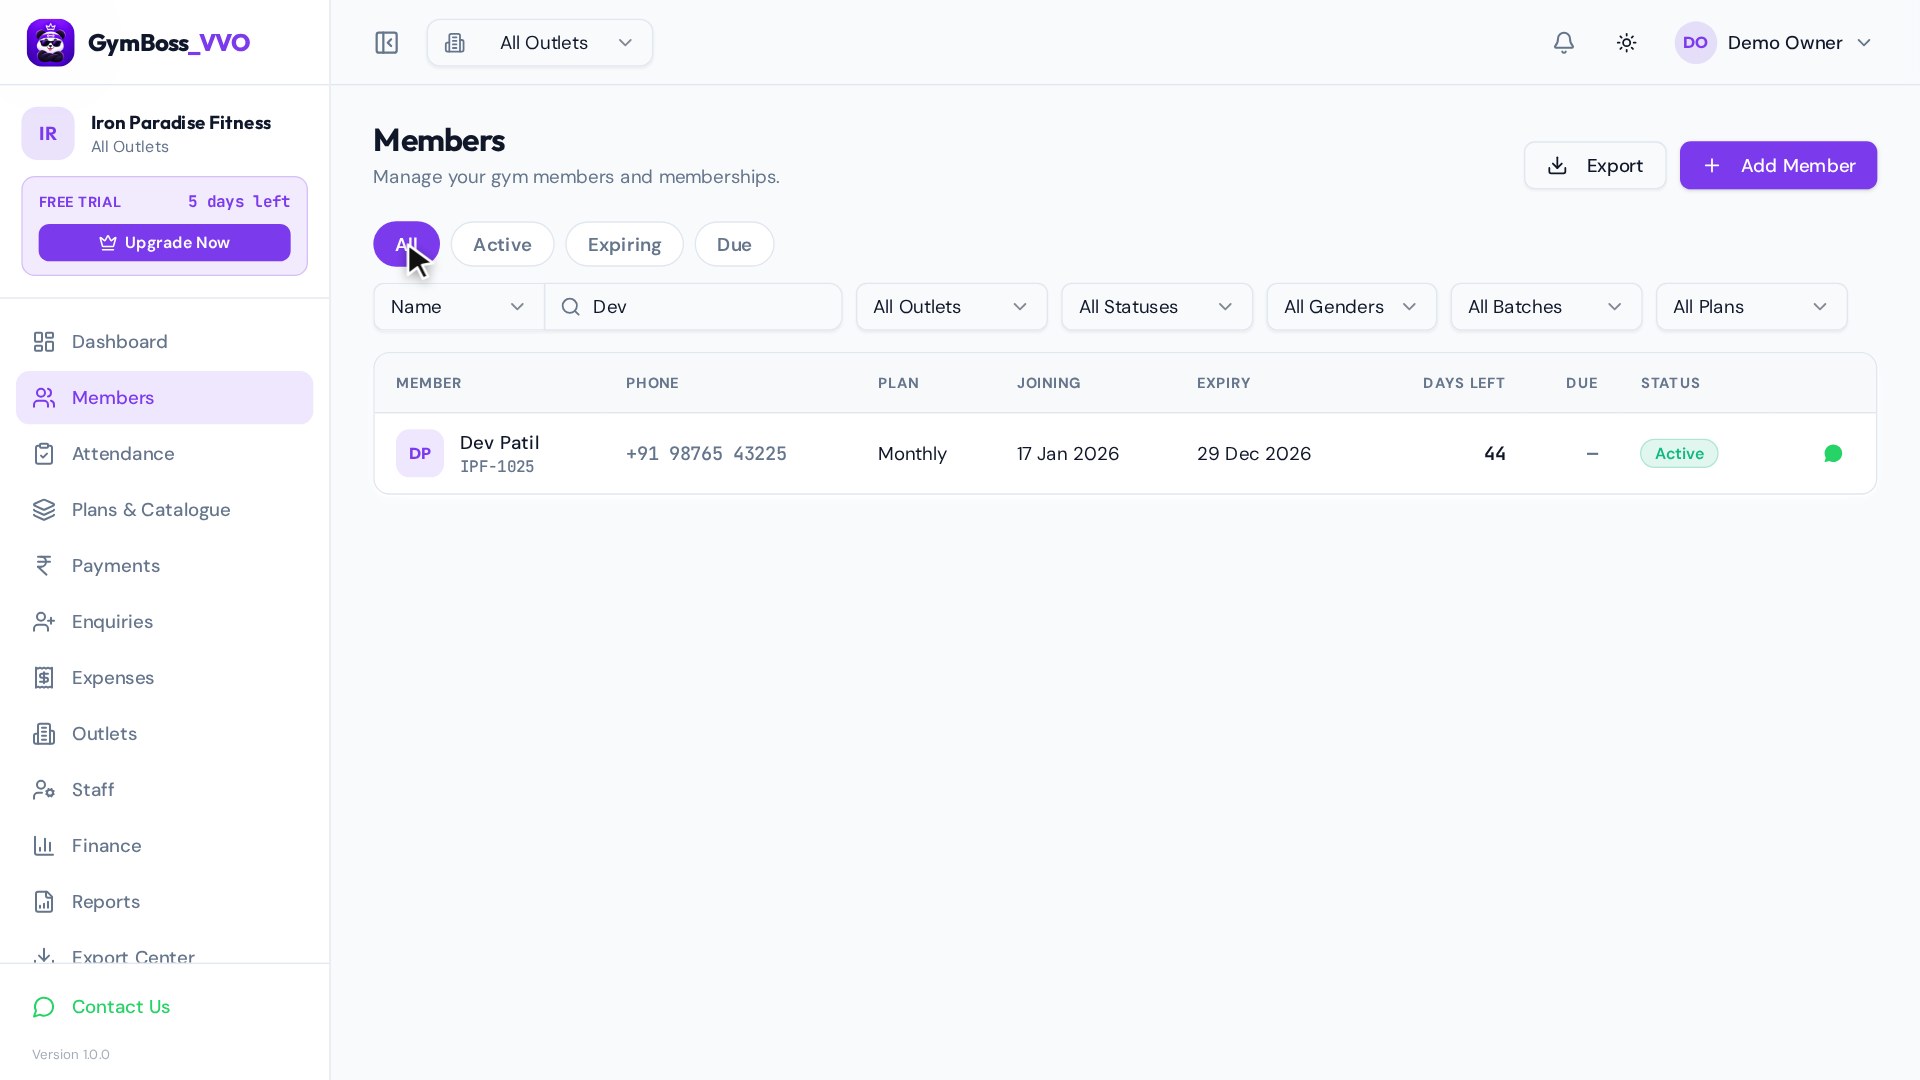 GymBoss_VVO
All Outlets
DO Demo Owner
IR Iron Paradise Fitness
All Outlets
FREE TRIAL 5 days left
Upgrade Now
Dashboard
Members
Attendance
Plans & Catalogue
Payments
Enquiries
Expenses
Outlets
Staff
Finance
Reports
Export Center
Contact Us
Version 1.0.0
Members
Manage your gym members and memberships.
Export
Add Member
All Active Expiring Due
Name Dev All Outlets All Statuses All Genders All Batches All Plans
MEMBER PHONE PLAN JOINING EXPIRY DAYS LEFT DUE STATUS
DP Dev Patil +91 98765 43225 Monthly 17 Jan 2026 29 Dec 2026 44 – Active
IPF-1025